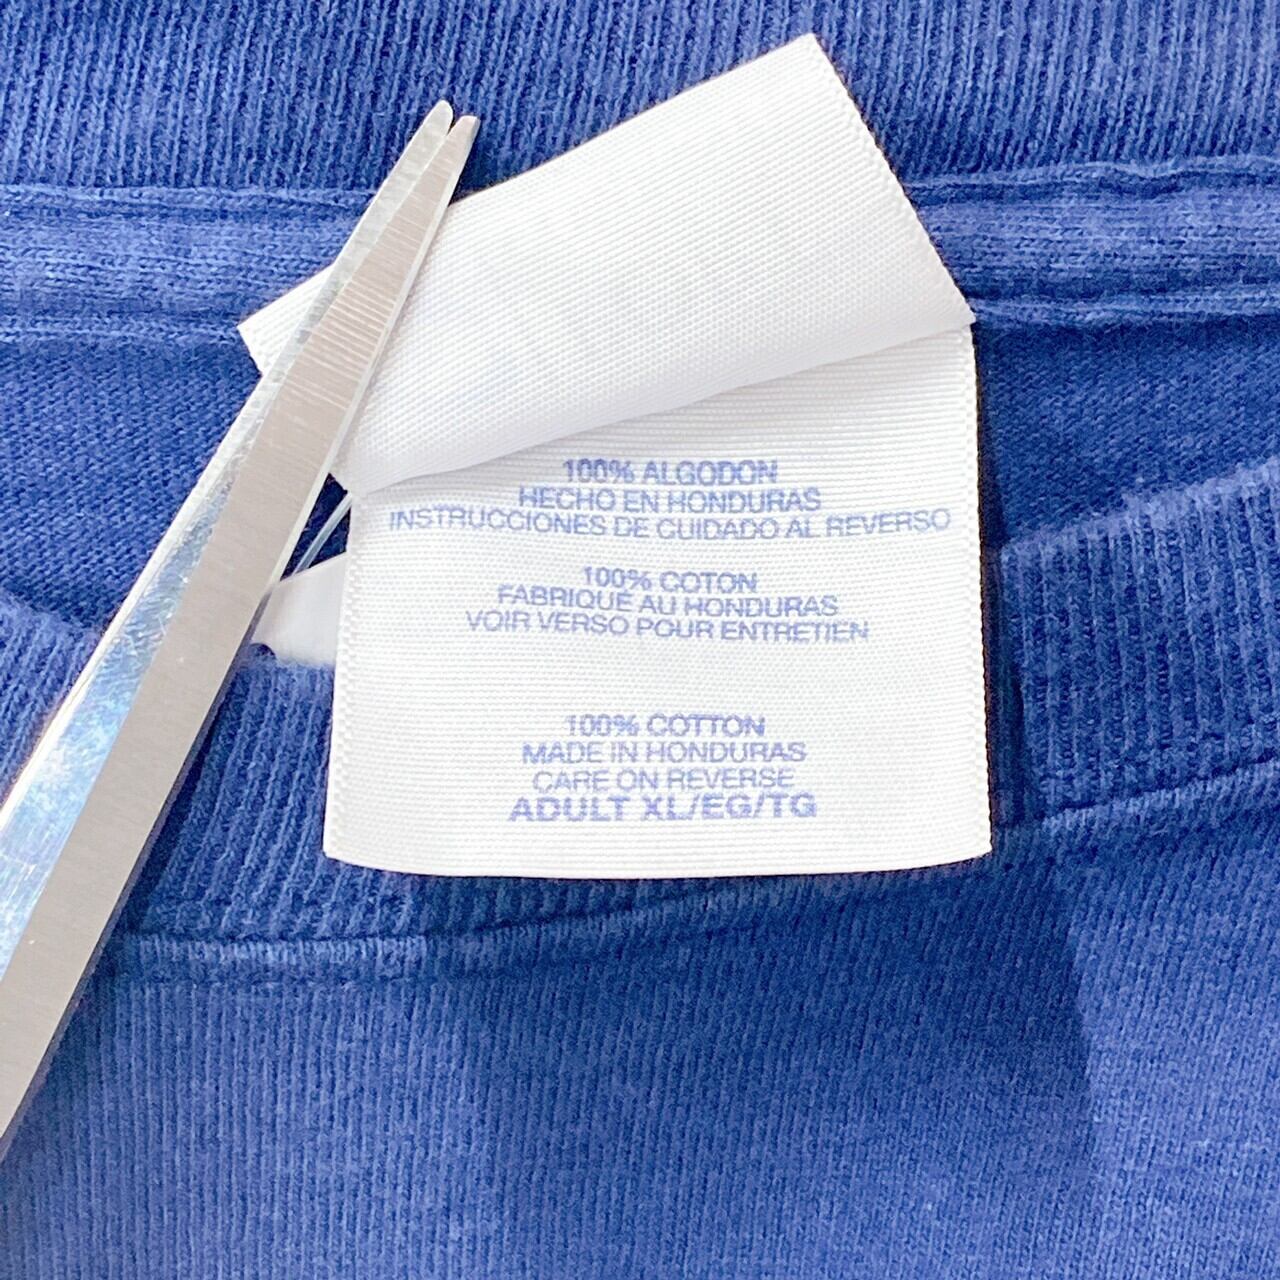 100% ALGODON
HECHO EN HONDURAS
INSTRUCCIONES DE CUIDADO AL REVERSO
100% COTON
FABRIQUE AU HONDURAS
VOIR VERSO POUR ENTRETIEN
100% COTTON
MADE IN HONDURAS
CARE ON REVERSE
ADULT XL/EG/TG